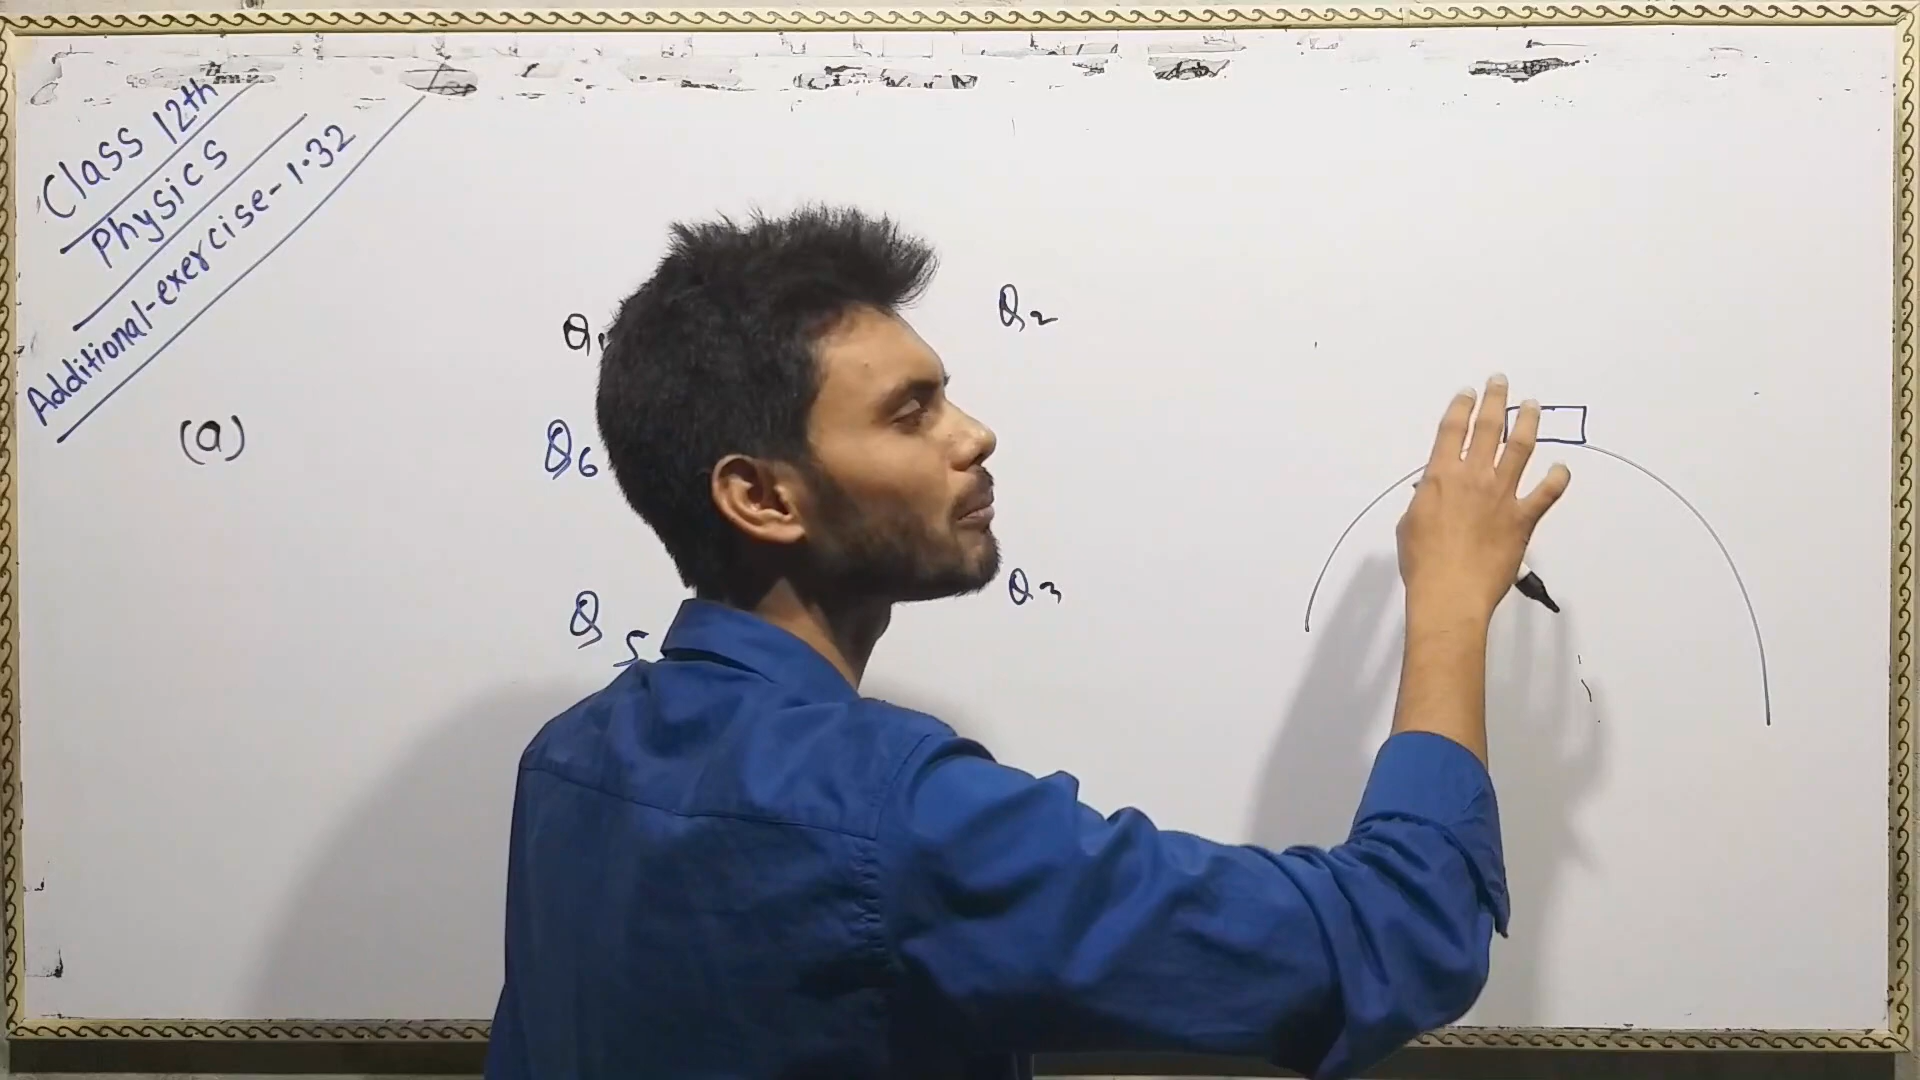 Class 12th
Physics
Additional-exercise-1.32
(a)
Q1
Q2
Q6
Q3
Q5